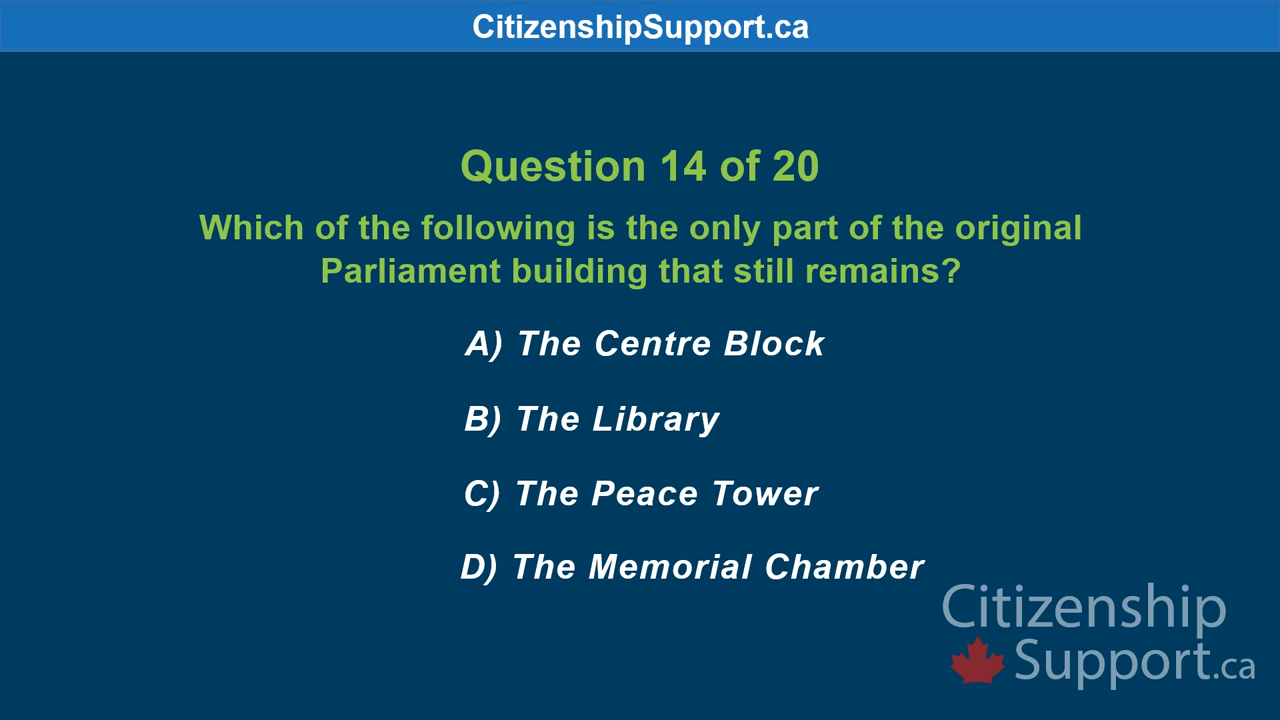 CitizenshipSupport.ca
Question 14 of 20
Which of the following is the only part of the original
Parliament building that still remains?
A) The Centre Block
B) The Library
C) The Peace Tower
D) The Memorial Chamber
Citizenship
Support.ca